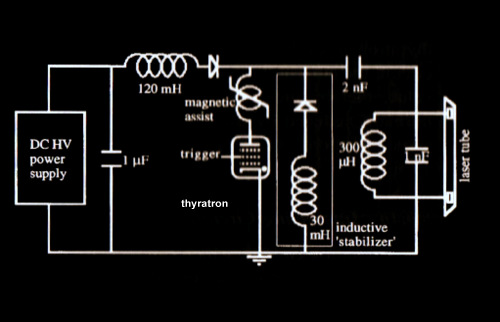 120 mH
2 nF
magnetic
assist
DC HV
power
supply
1 µF
trigger
300
µH
1 nF
laser tube
thyratron
30
mH
inductive
'stabilizer'